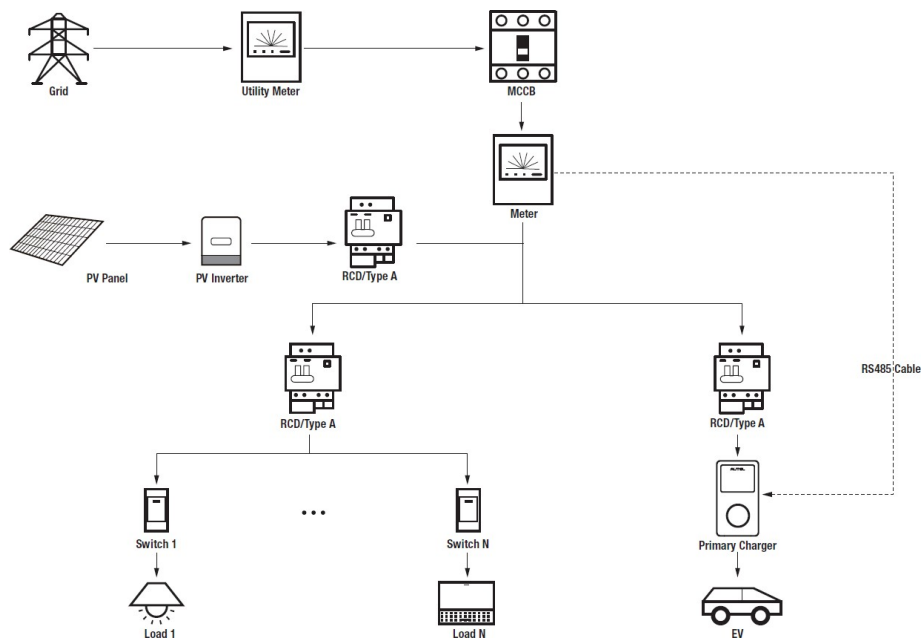 Grid
Utility Meter
MCCB
Meter
PV Panel
PV Inverter
RCD/Type A
RS485 Cable
RCD/Type A
RCD/Type A
AUTEL
Switch 1
...
Switch N
Primary Charger
Load 1
Load N
EV